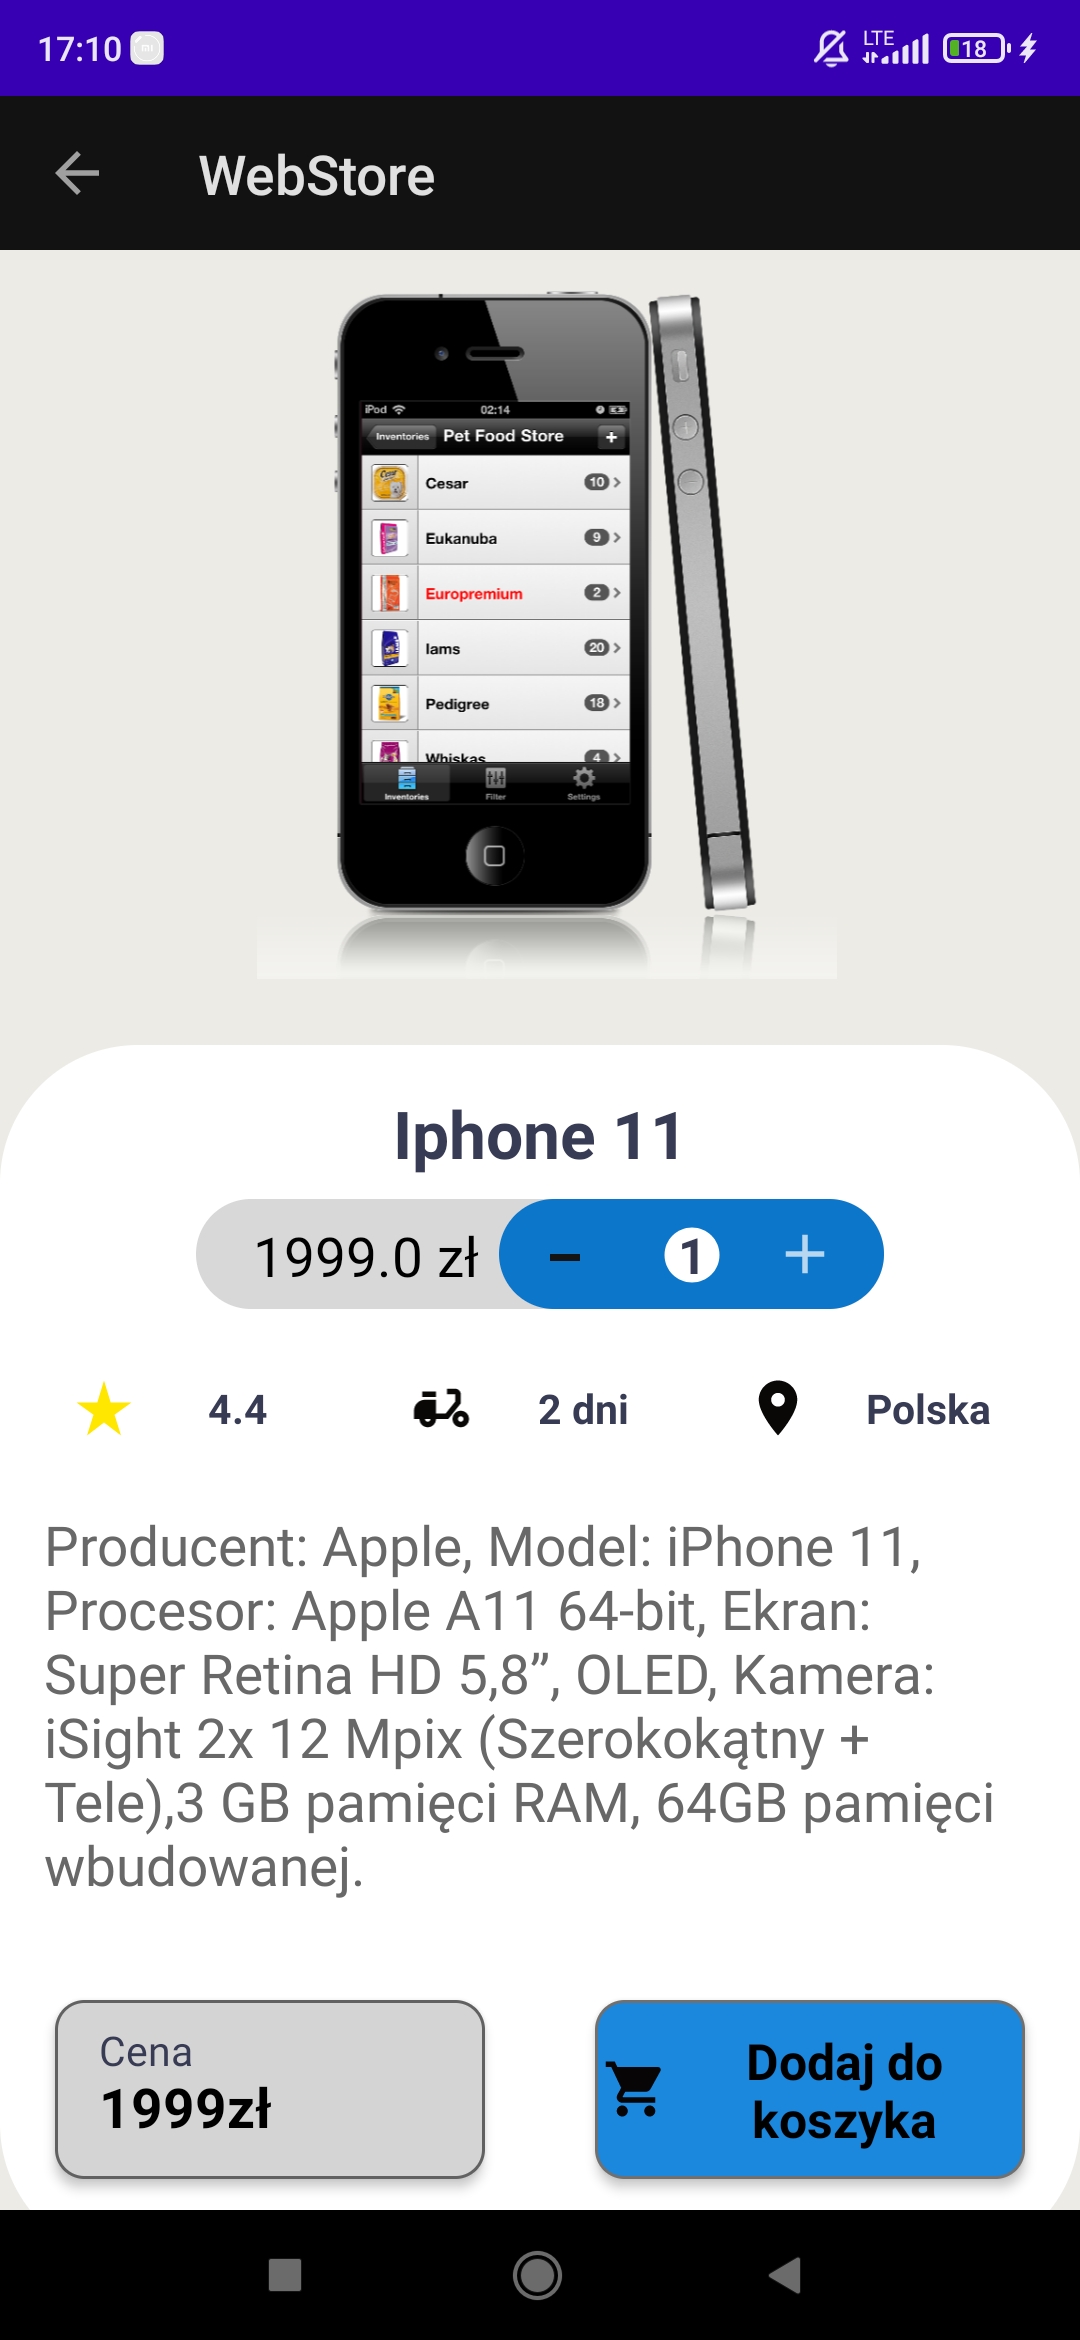 17:10
LTE
18
WebStore
iPod 02:14
Inventories Pet Food Store +
Cesar 10
Eukanuba 9
Europremium 2
Iams 20
Pedigree 18
Whiskas 4
Inventories Filter Settings
Iphone 11
1999.0 zł - 1 +
4.4 2 dni Polska
Producent: Apple, Model: iPhone 11,
Procesor: Apple A11 64-bit, Ekran:
Super Retina HD 5,8”, OLED, Kamera:
iSight 2x 12 Mpix (Szerokokątny +
Tele),3 GB pamięci RAM, 64GB pamięci
wbudowanej.
Cena
1999zł
Dodaj do
koszyka